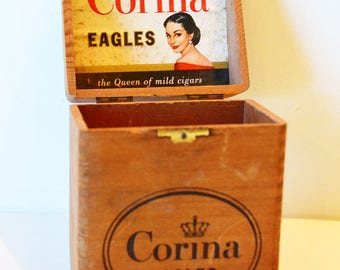 Corina
EAGLES
the Queen of mild cigars
Corina